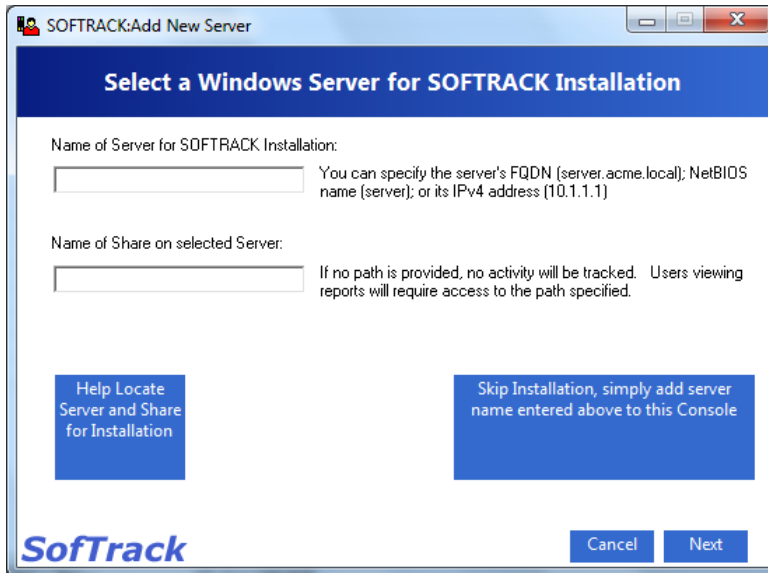 SOFTRACK:Add New Server
Select a Windows Server for SOFTRACK Installation
Name of Server for SOFTRACK Installation:
You can specify the server's FQDN (server.acme.local); NetBIOS
name (server); or its IPv4 address (10.1.1.1)
Name of Share on selected Server:
If no path is provided, no activity will be tracked. Users viewing
reports will require access to the path specified.
Help Locate
Server and Share
for Installation
Skip Installation, simply add server
name entered above to this Console
SofTrack
Cancel
Next